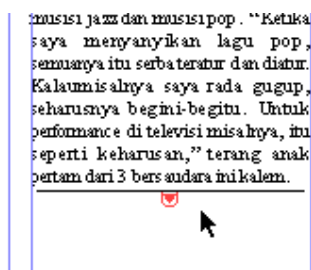 musisi jazz dan musisi pop. “Ketika
saya menyanyikan lagu pop,
semuanya itu serba teratur dan diatur.
Kalau misalnya saya rada gugup,
seharusnya begini-begitu. Untuk
performance di televisi misalnya, itu
seperti keharusan,” terang anak
pertam dari 3 bersaudara ini kalem.